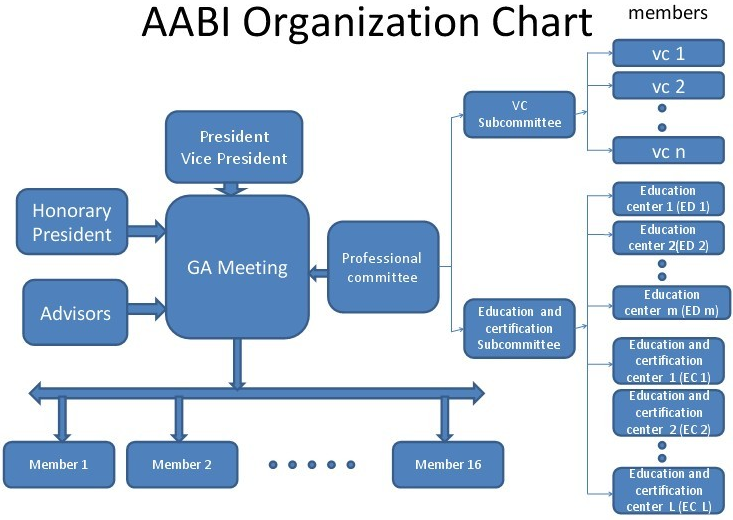 AABI Organization Chart
members
vc 1
vc 2
vc n
VC
Subcommittee
President
Vice President
Honorary
President
GA Meeting
Advisors
Professional
committee
Education and
certification
Subcommittee
Education
center 1 (ED 1)
Education
center 2(ED 2)
Education
center m (ED m)
Education and
certification
center 1 (EC 1)
Education and
certification
center 2 (EC 2)
Education and
certification
center L (EC L)
Member 1
Member 2
Member 16